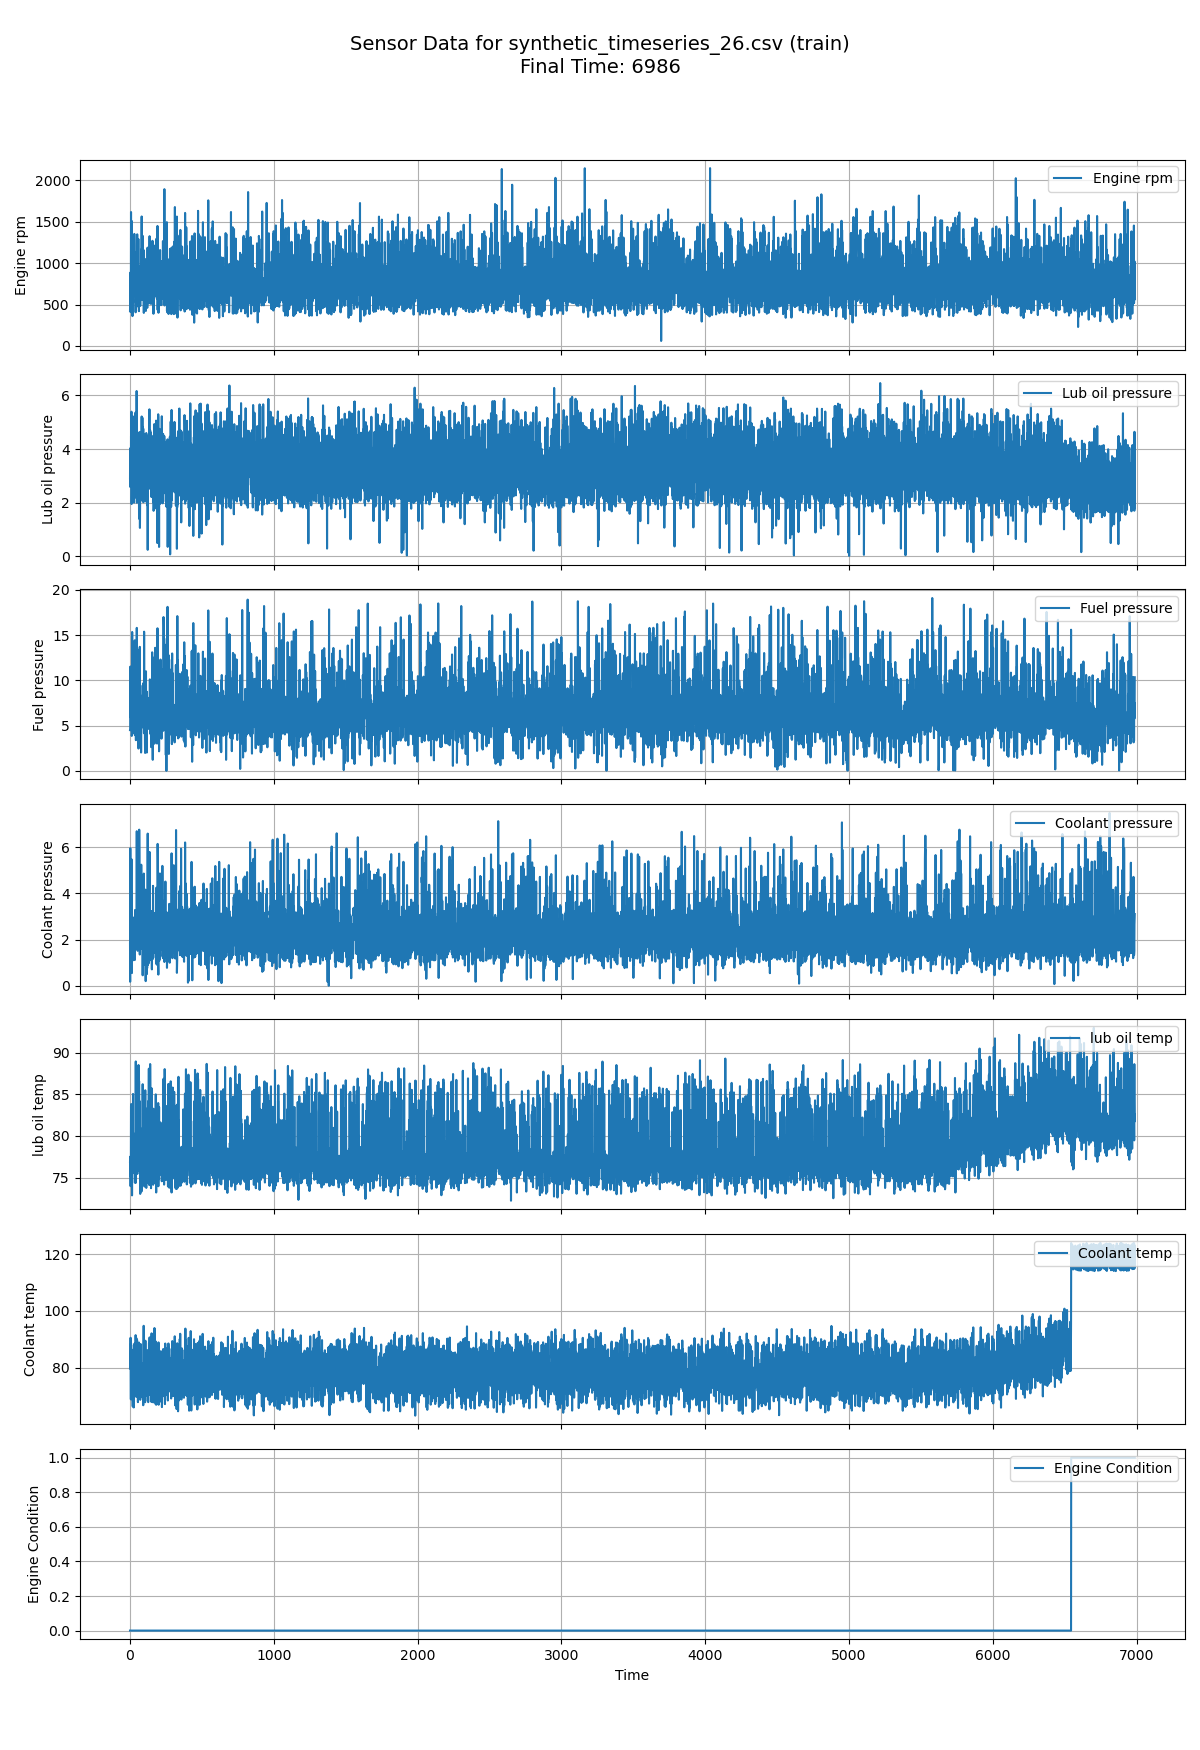 Sensor Data for synthetic_timeseries_26.csv (train)
Final Time: 6986
Engine rpm
2000
1500
1000
500
0
Engine rpm
Lub oil pressure
6
4
2
0
Lub oil pressure
Fuel pressure
20
15
10
5
0
Fuel pressure
Coolant pressure
6
4
2
0
Coolant pressure
lub oil temp
90
85
80
75
lub oil temp
Coolant temp
120
100
80
Coolant temp
Engine Condition
1.0
0.8
0.6
0.4
0.2
0.0
Engine Condition
0 1000 2000 3000 4000 5000 6000 7000
Time